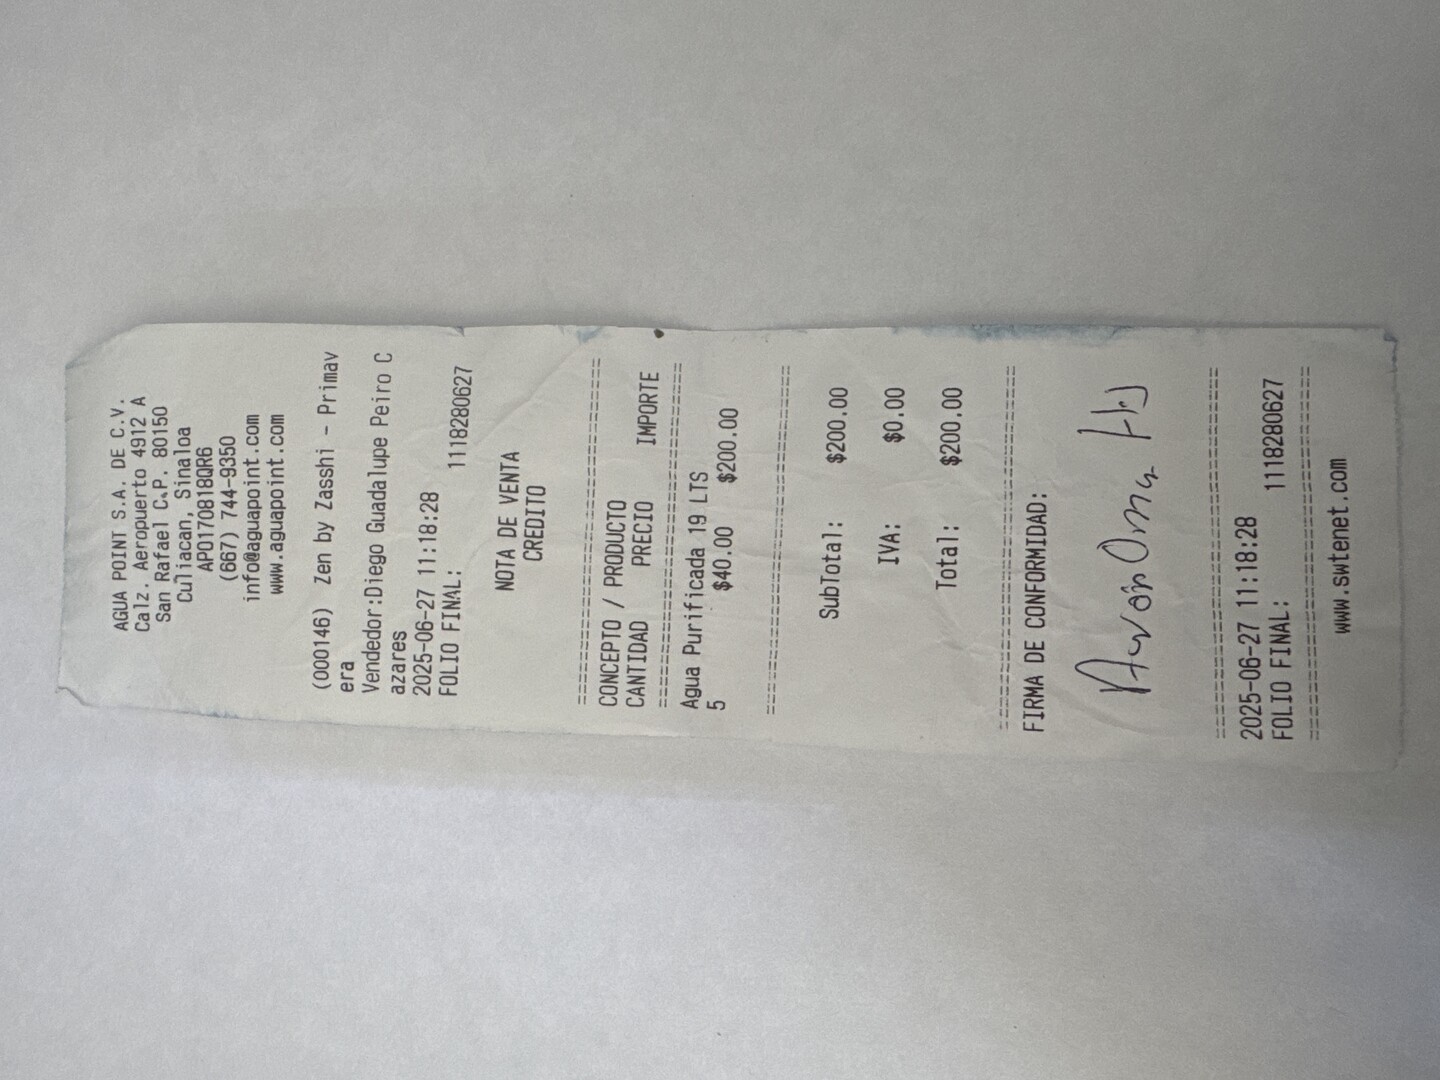 AGUA POINT S.A. DE C.V.
Calz. Aeropuerto 4912 A
San Rafael C.P. 80150
Culiacan, Sinaloa
APO170818QR6
(667) 744-9350
info@aguapoint.com
www.aguapoint.com
(000146) Zen by Zasshi - Primav
era
Vendedor:Diego Guadalupe Peiro C
azares
2025-06-27 11:18:28
FOLIO FINAL: 1118280627
NOTA DE VENTA
CREDITO
================================
CONCEPTO / PRODUCTO
CANTIDAD PRECIO IMPORTE
================================
Agua Purificada 19 LTS
5 $40.00 $200.00
================================
SubTotal: $200.00
IVA: $0.00
Total: $200.00
================================
FIRMA DE CONFORMIDAD:
================================
2025-06-27 11:18:28
FOLIO FINAL: 1118280627
================================
www.swtenet.com